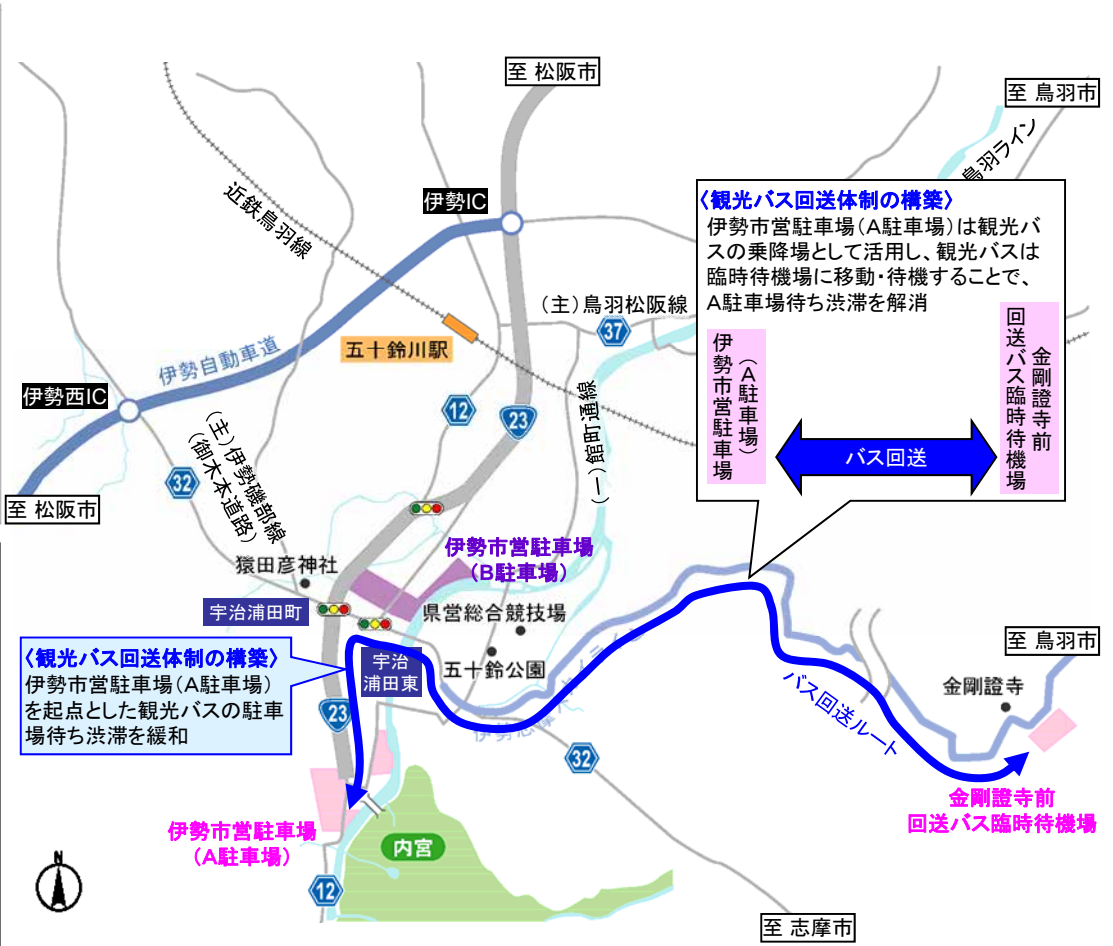 至 松阪市
至 鳥羽市
鳥羽ライン
近鉄鳥羽線
伊勢IC
〈観光バス回送体制の構築〉
伊勢市営駐車場(A駐車場)は観光バ
スの乗降場として活用し、観光バスは
臨時待機場に移動・待機することで、
A駐車場待ち渋滞を解消
伊勢市営駐車場
(A駐車場)
バス回送
金剛證寺前
回送バス臨時待機場
(主)鳥羽松阪線
37
五十鈴川駅
伊勢自動車道
伊勢西IC
12
23
(一)館町通線
(主)伊勢磯部線
(御木本道路)
32
至 松阪市
伊勢市営駐車場
(B駐車場)
猿田彦神社
宇治浦田町
県営総合競技場
宇治
浦田東
五十鈴公園
至 鳥羽市
〈観光バス回送体制の構築〉
伊勢市営駐車場(A駐車場)
を起点とした観光バスの駐車
場待ち渋滞を緩和
23
伊勢志摩
金剛證寺
バス回送ルート
32
金剛證寺前
回送バス臨時待機場
伊勢市営駐車場
(A駐車場)
内宮
N
12
至 志摩市